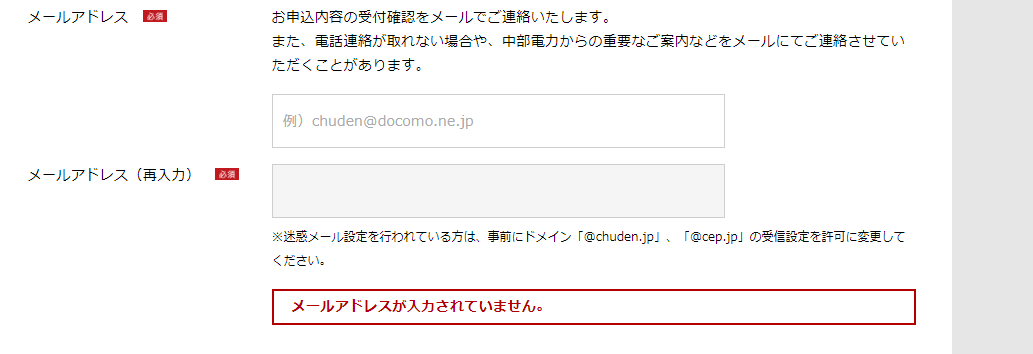 メールアドレス 必須
お申込内容の受付確認をメールでご連絡いたします。
また、電話連絡が取れない場合や、中部電力からの重要なご案内などをメールにてご連絡させてい
ただくことがあります。
例）chuden@docomo.ne.jp
メールアドレス（再入力） 必須
※迷惑メール設定を行われている方は、事前にドメイン「@chuden.jp」、「@cep.jp」の受信設定を許可に変更して
ください。
メールアドレスが入力されていません。